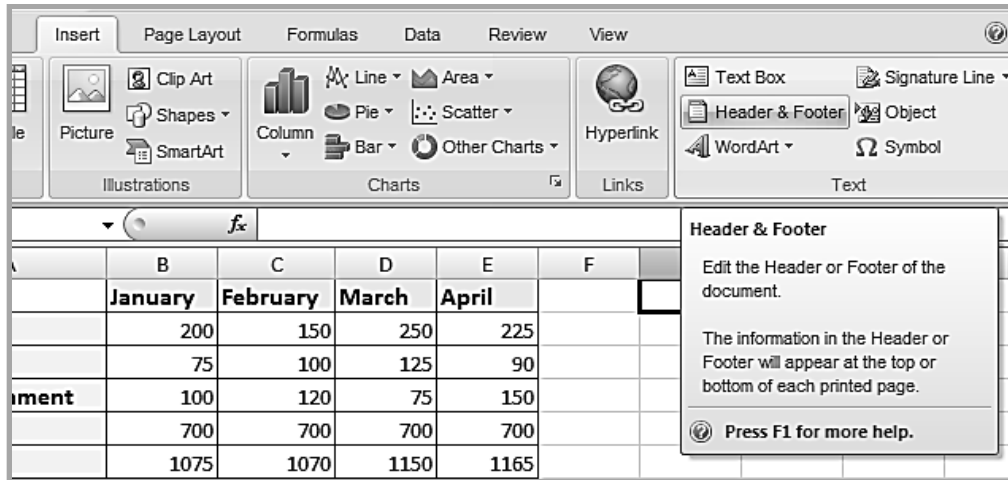 Insert Page Layout Formulas Data Review View
Picture
Clip Art
Shapes
SmartArt
Illustrations
Column
Line Area
Pie Scatter
Bar Other Charts
Charts
Hyperlink
Links
Text Box Signature Line
Header & Footer Object
WordArt Ω Symbol
Text
fx
B C D E F
January February March April
200 150 250 225
75 100 125 90
100 120 75 150
700 700 700 700
1075 1070 1150 1165
Header & Footer
Edit the Header or Footer of the
document.
The information in the Header or
Footer will appear at the top or
bottom of each printed page.
Press F1 for more help.